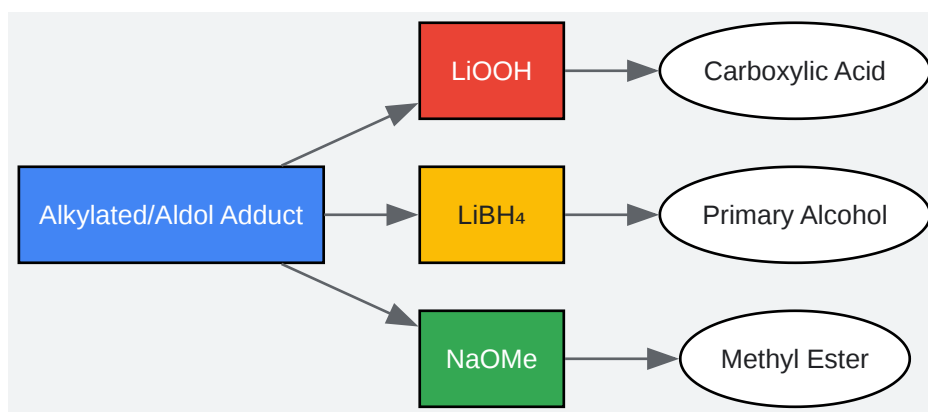 LiOOH
Carboxylic Acid
Alkylated/Aldol Adduct
LiBH₄
Primary Alcohol
NaOMe
Methyl Ester